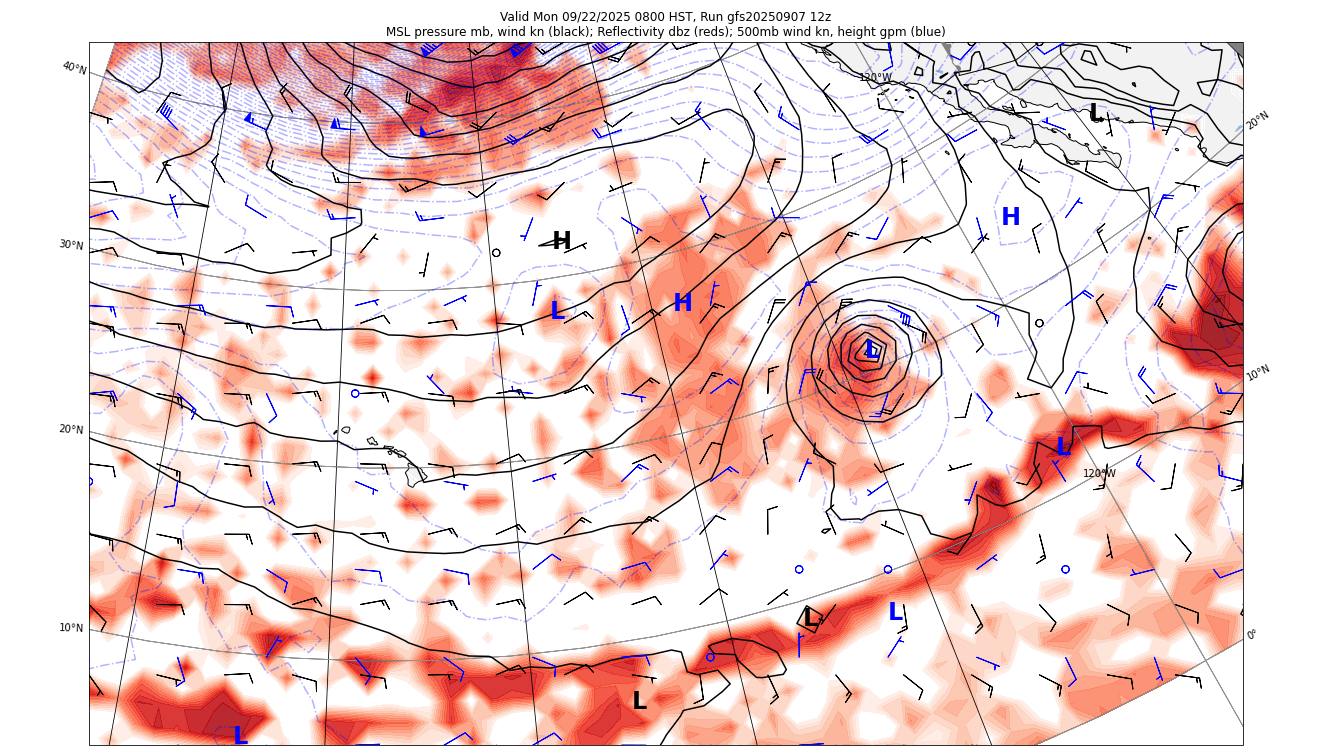 Valid Mon 09/22/2025 0800 HST, Run gfs20250907 12z
MSL pressure mb, wind kn (black); Reflectivity dbz (reds); 500mb wind kn, height gpm (blue)
40°N
120°W
L
20°N
H
30°N
H
H
L
L
10°N
20°N
L
120°W
L
L
10°N
0°
L
L